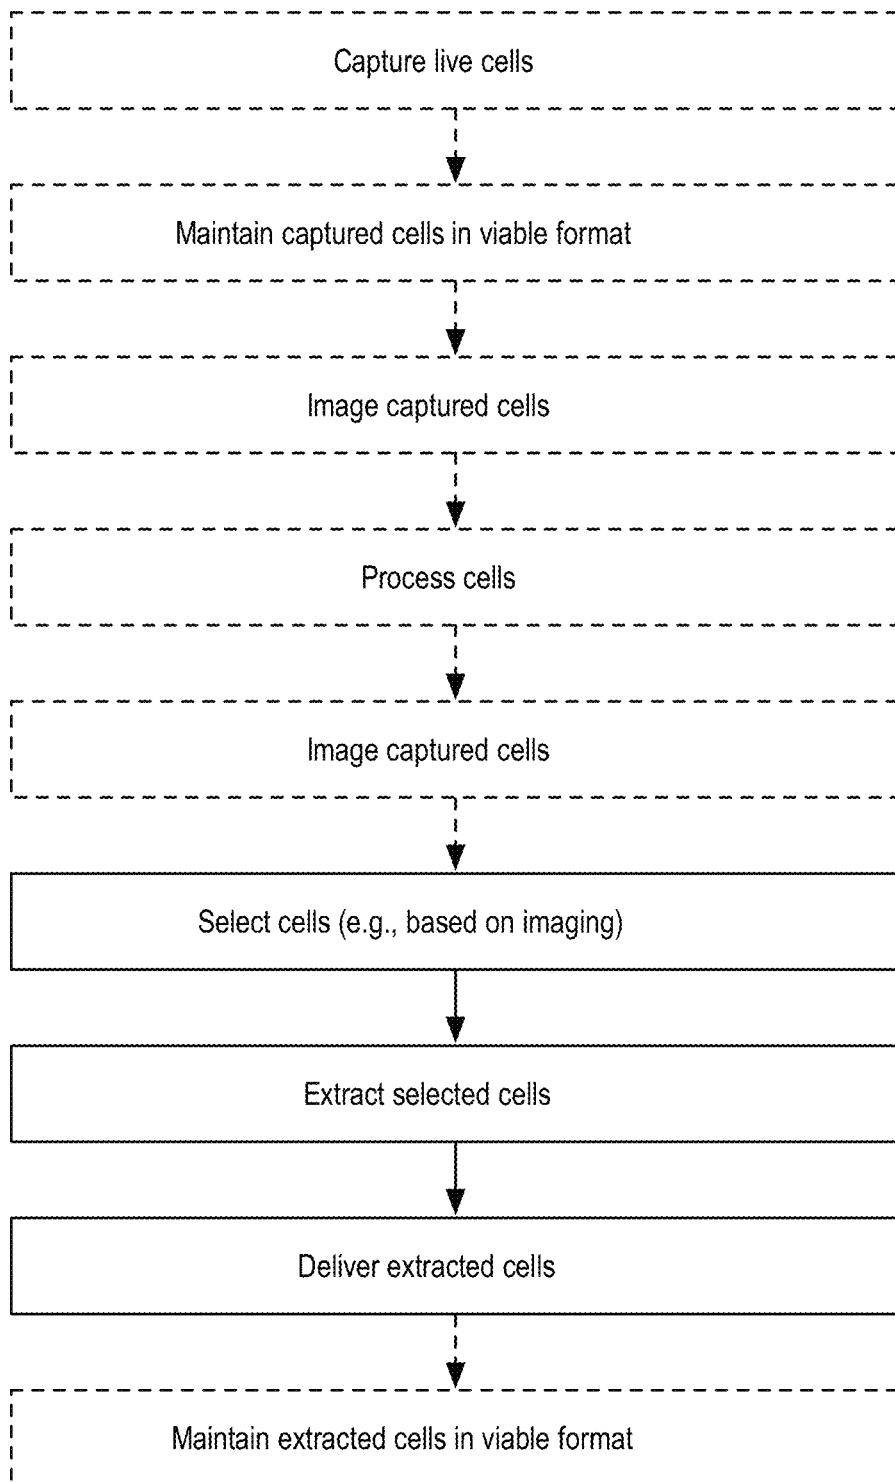 Capture live cells
Maintain captured cells in viable format
Image captured cells
Process cells
Image captured cells
Select cells (e.g., based on imaging)
Extract selected cells
Deliver extracted cells
Maintain extracted cells in viable format